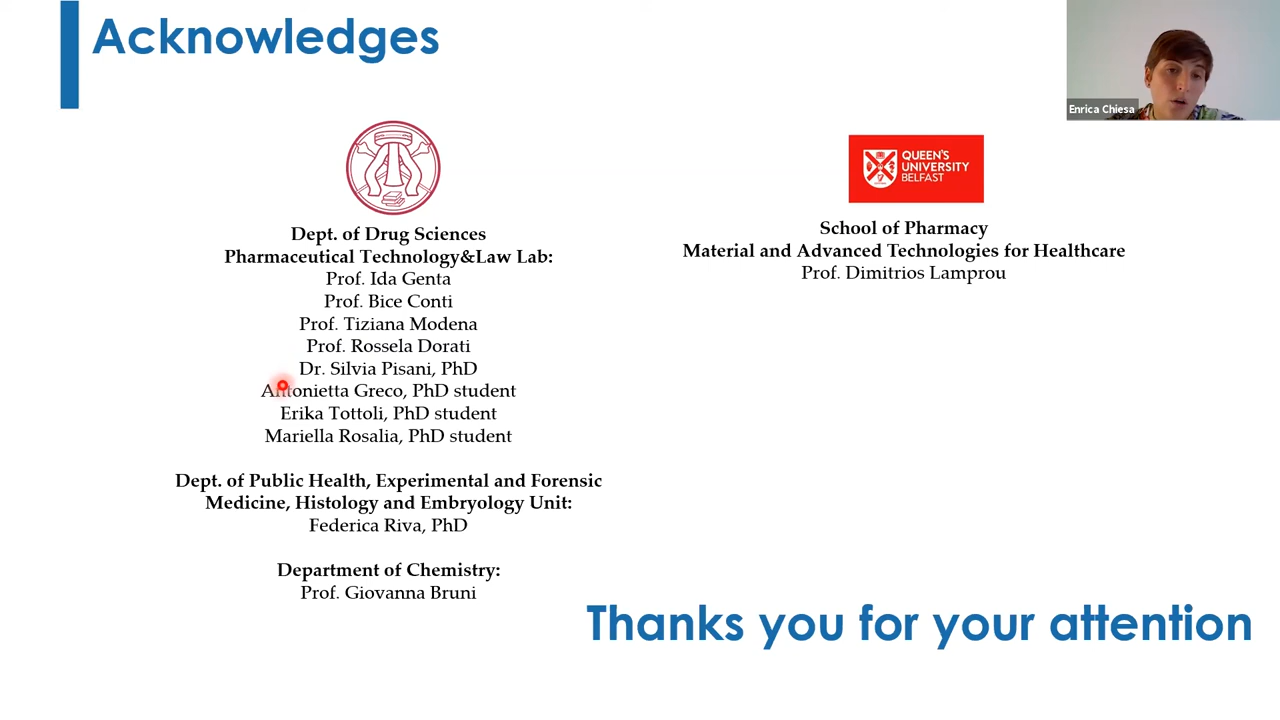 Acknowledges
Enrica Chiesa
Dept. of Drug Sciences
Pharmaceutical Technology&Law Lab:
Prof. Ida Genta
Prof. Bice Conti
Prof. Tiziana Modena
Prof. Rossela Dorati
Dr. Silvia Pisani, PhD
Antonietta Greco, PhD student
Erika Tottoli, PhD student
Mariella Rosalia, PhD student
Dept. of Public Health, Experimental and Forensic
Medicine, Histology and Embryology Unit:
Federica Riva, PhD
Department of Chemistry:
Prof. Giovanna Bruni
QUEEN'S
UNIVERSITY
BELFAST
School of Pharmacy
Material and Advanced Technologies for Healthcare
Prof. Dimitrios Lamprou
Thanks you for your attention